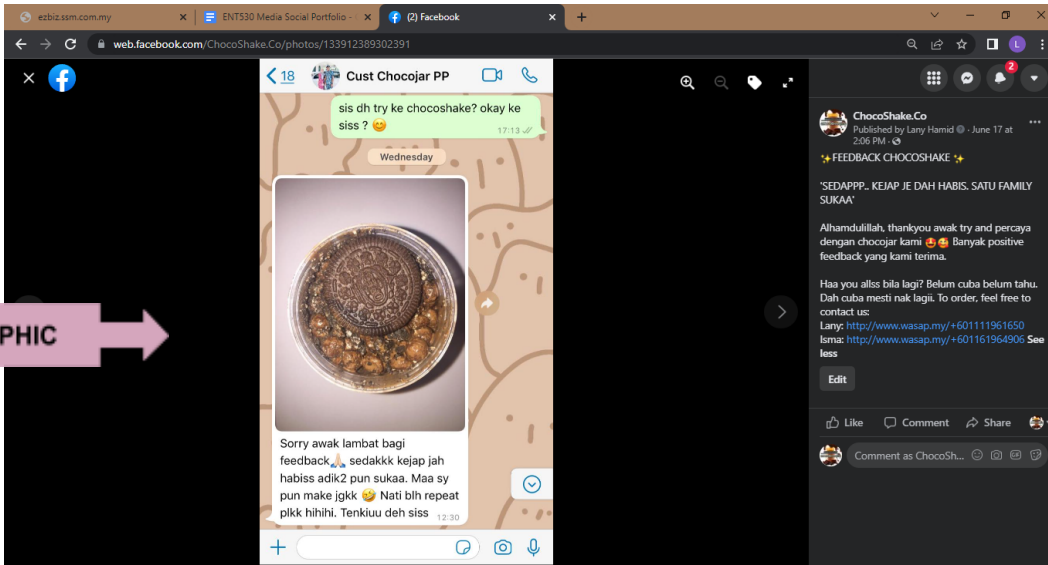 ezbiz.ssm.com.my
ENT530 Media Social Portfolio -
(2) Facebook
web.facebook.com/ChocoShake.Co/photos/133912389302391
L
18
Cust Chocojar PP
sis dh try ke chocoshake? okay ke
siss ? 😊
17:13
Wednesday
Sorry awak lambat bagi
feedback🙏🏻 sedakkk kejap jah
habiss adik2 pun sukaa. Maa sy
pun make jgkk 🤣 Nati blh repeat
plkk hihihi. Tenkiuu deh siss
12:30
PHIC
2
ChocoShake.Co
Published by Lany Hamid · June 17 at
2:06 PM ·
✨FEEDBACK CHOCOSHAKE ✨
'SEDAPPP.. KEJAP JE DAH HABIS. SATU FAMILY
SUKAA'
Alhamdulillah, thankyou awak try and percaya
dengan chocojar kami 🤩🥰 Banyak positive
feedback yang kami terima.
Haa you allss bila lagi? Belum cuba belum tahu.
Dah cuba mesti nak lagii. To order, feel free to
contact us:
Lany: http://www.wasap.my/+601111961650
Isma: http://www.wasap.my/+601161964906 See
less
Edit
Like Comment Share
Comment as ChocoSh...